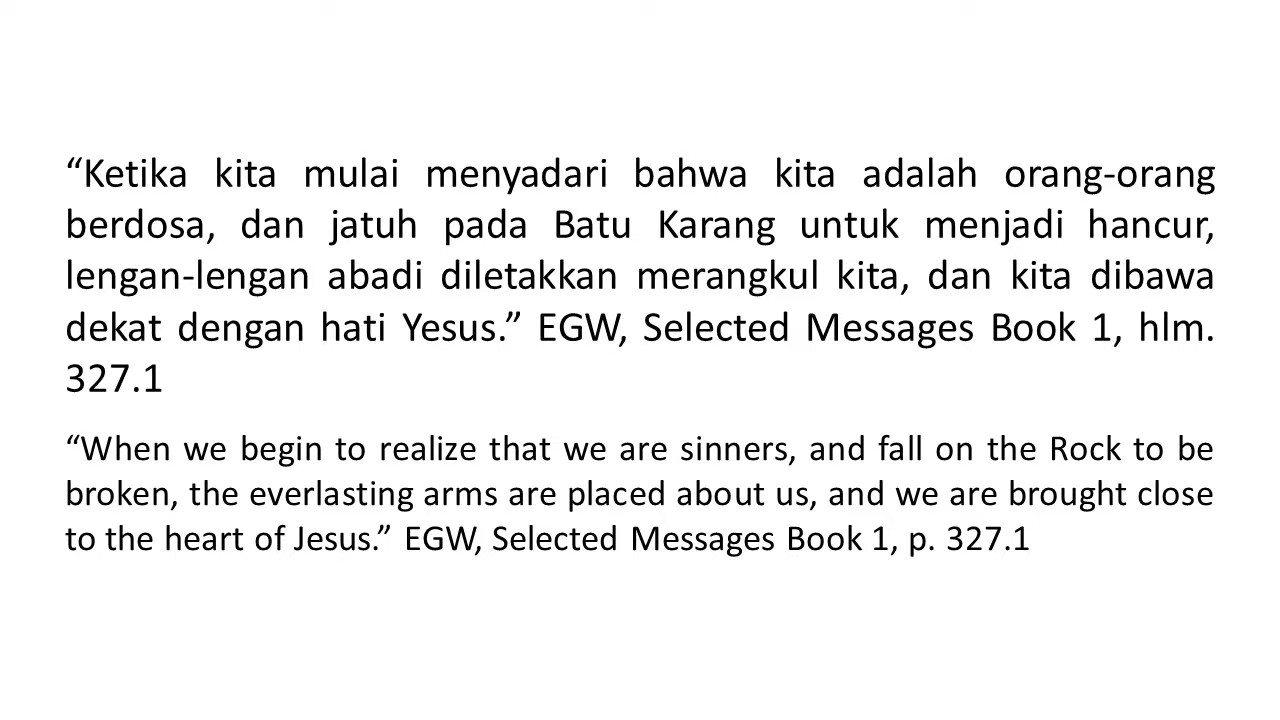 “Ketika kita mulai menyadari bahwa kita adalah orang-orang
berdosa, dan jatuh pada Batu Karang untuk menjadi hancur,
lengan-lengan abadi diletakkan merangkul kita, dan kita dibawa
dekat dengan hati Yesus.” EGW, Selected Messages Book 1, hlm.
327.1
“When we begin to realize that we are sinners, and fall on the Rock to be
broken, the everlasting arms are placed about us, and we are brought close
to the heart of Jesus.” EGW, Selected Messages Book 1, p. 327.1